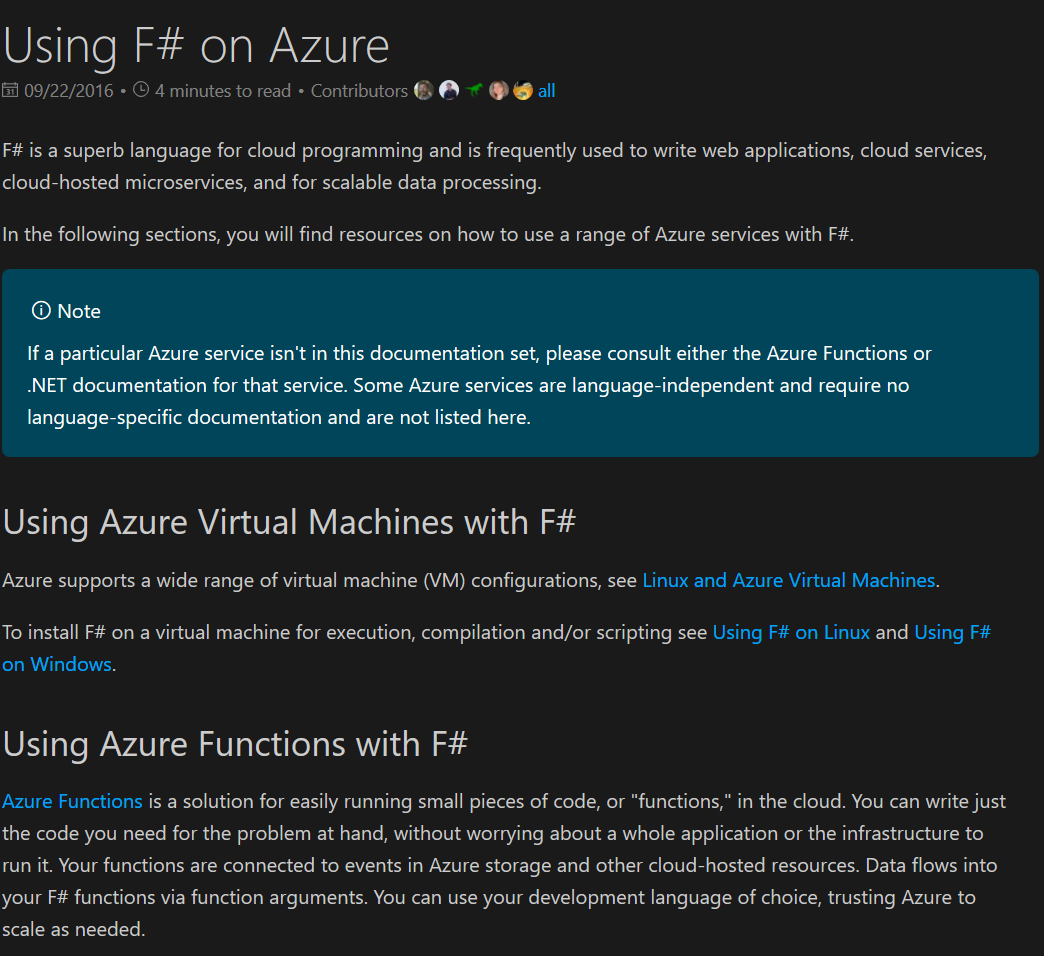 Using F# on Azure
09/22/2016 • 4 minutes to read • Contributors all
F# is a superb language for cloud programming and is frequently used to write web applications, cloud services,
cloud-hosted microservices, and for scalable data processing.
In the following sections, you will find resources on how to use a range of Azure services with F#.
Note
If a particular Azure service isn't in this documentation set, please consult either the Azure Functions or
.NET documentation for that service. Some Azure services are language-independent and require no
language-specific documentation and are not listed here.
Using Azure Virtual Machines with F#
Azure supports a wide range of virtual machine (VM) configurations, see Linux and Azure Virtual Machines.
To install F# on a virtual machine for execution, compilation and/or scripting see Using F# on Linux and Using F#
on Windows.
Using Azure Functions with F#
Azure Functions is a solution for easily running small pieces of code, or "functions," in the cloud. You can write just
the code you need for the problem at hand, without worrying about a whole application or the infrastructure to
run it. Your functions are connected to events in Azure storage and other cloud-hosted resources. Data flows into
your F# functions via function arguments. You can use your development language of choice, trusting Azure to
scale as needed.